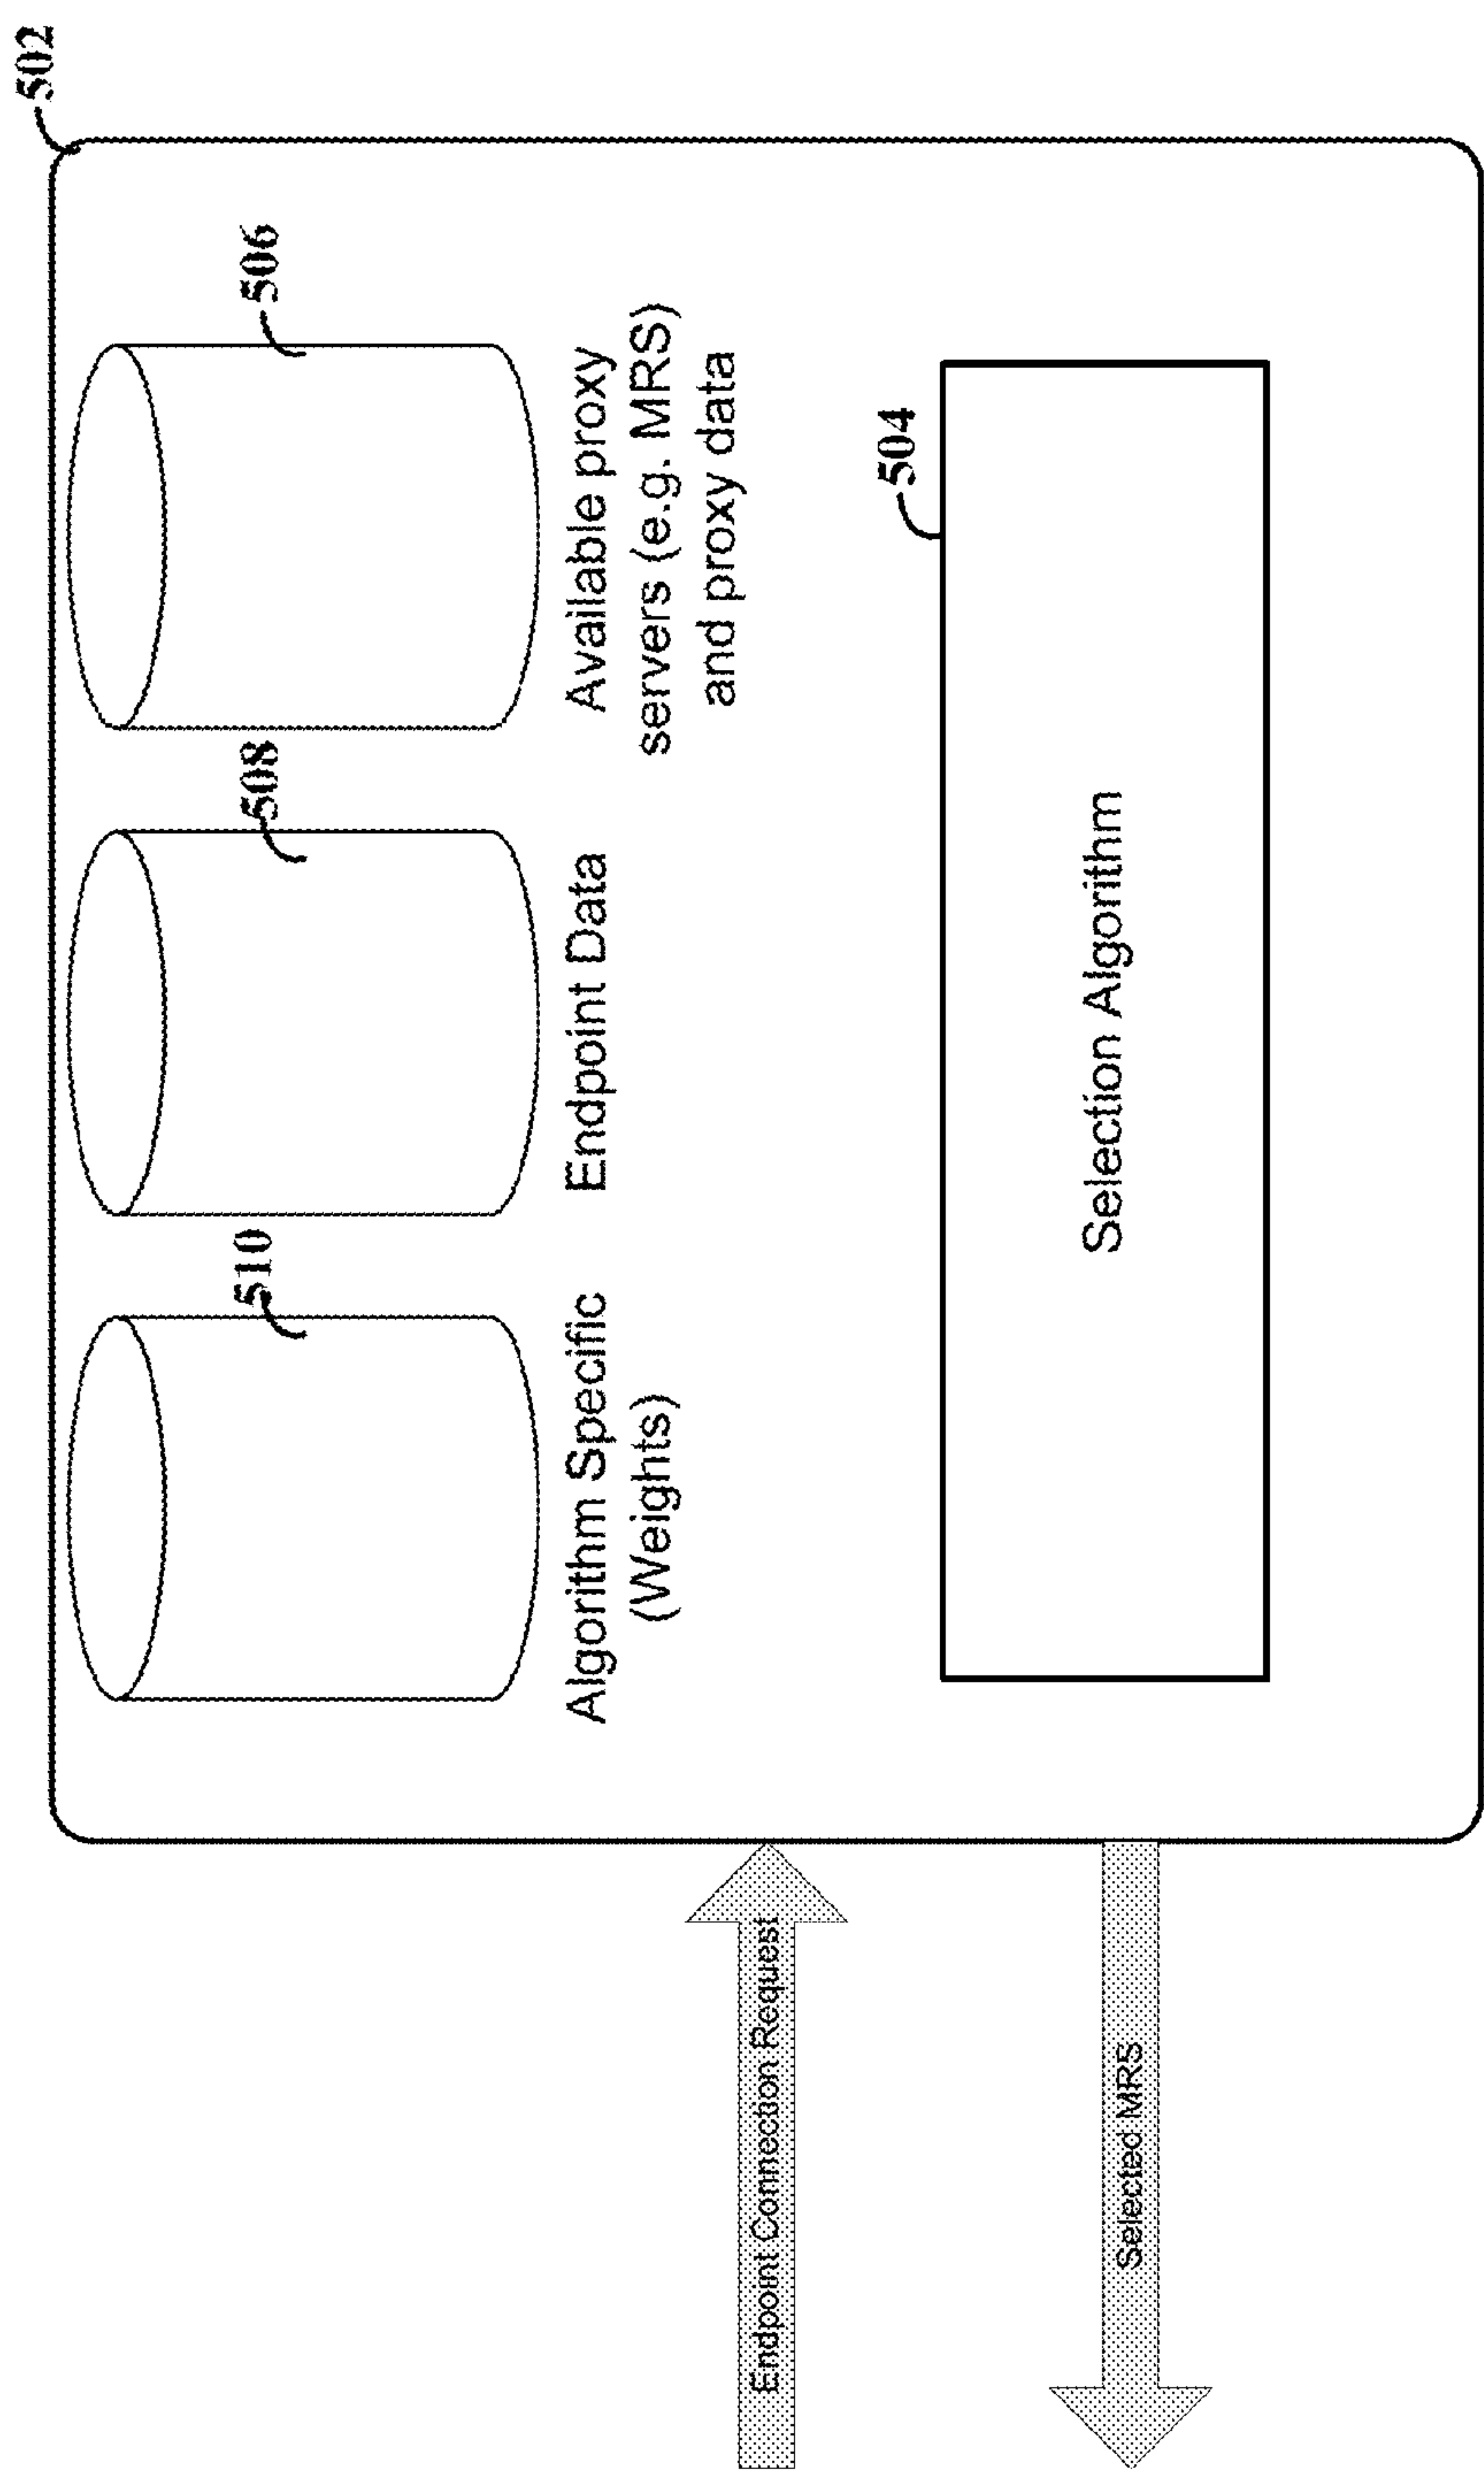 502
510
508
506
Algorithm Specific
(Weights)
Endpoint Data
Available proxy
servers (e.g. MRS)
and proxy data
504
Endpoint Connection Request
Selection Algorithm
Selected MRS